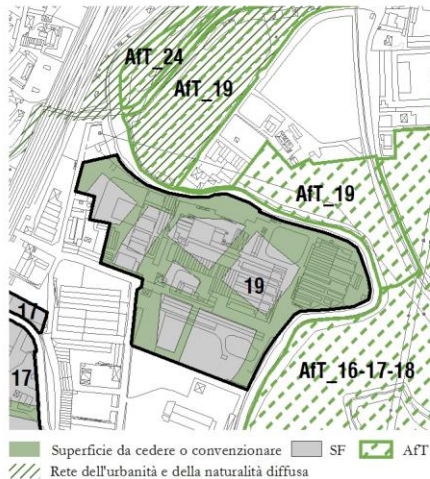 AfT_24
AfT_19
AfT_19
19
17
17
AfT_16-17-18
Superficie da cedere o convenzionare SF AfT
Rete dell'urbanità e della naturalità diffusa